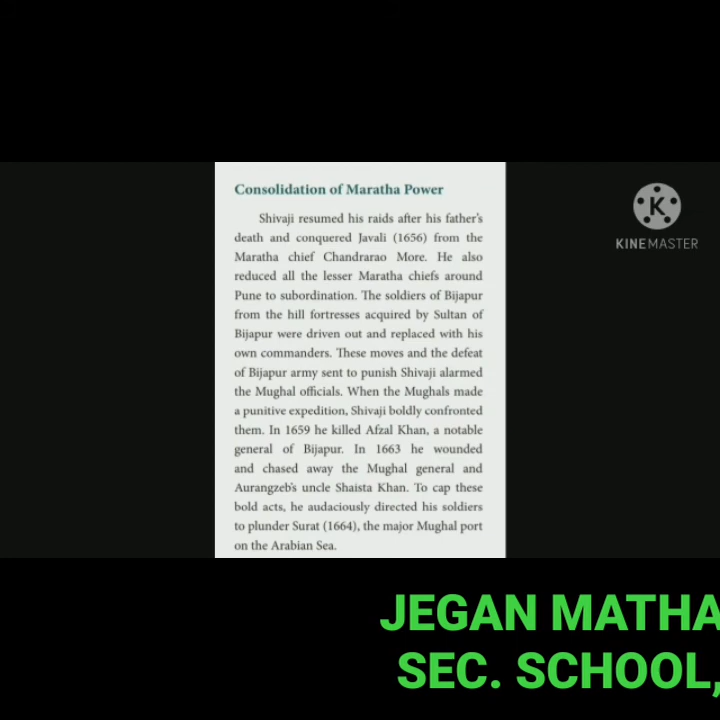 Consolidation of Maratha Power
Shivaji resumed his raids after his father's
death and conquered Javali (1656) from the
Maratha chief Chandrarao More. He also
reduced all the lesser Maratha chiefs around
Pune to subordination. The soldiers of Bijapur
from the hill fortresses acquired by Sultan of
Bijapur were driven out and replaced with his
own commanders. These moves and the defeat
of Bijapur army sent to punish Shivaji alarmed
the Mughal officials. When the Mughals made
a punitive expedition, Shivaji boldly confronted
them. In 1659 he killed Afzal Khan, a notable
general of Bijapur. In 1663 he wounded
and chased away the Mughal general and
Aurangzeb's uncle Shaista Khan. To cap these
bold acts, he audaciously directed his soldiers
to plunder Surat (1664), the major Mughal port
on the Arabian Sea.
K
KINEMASTER
JEGAN MATHA
SEC. SCHOOL,